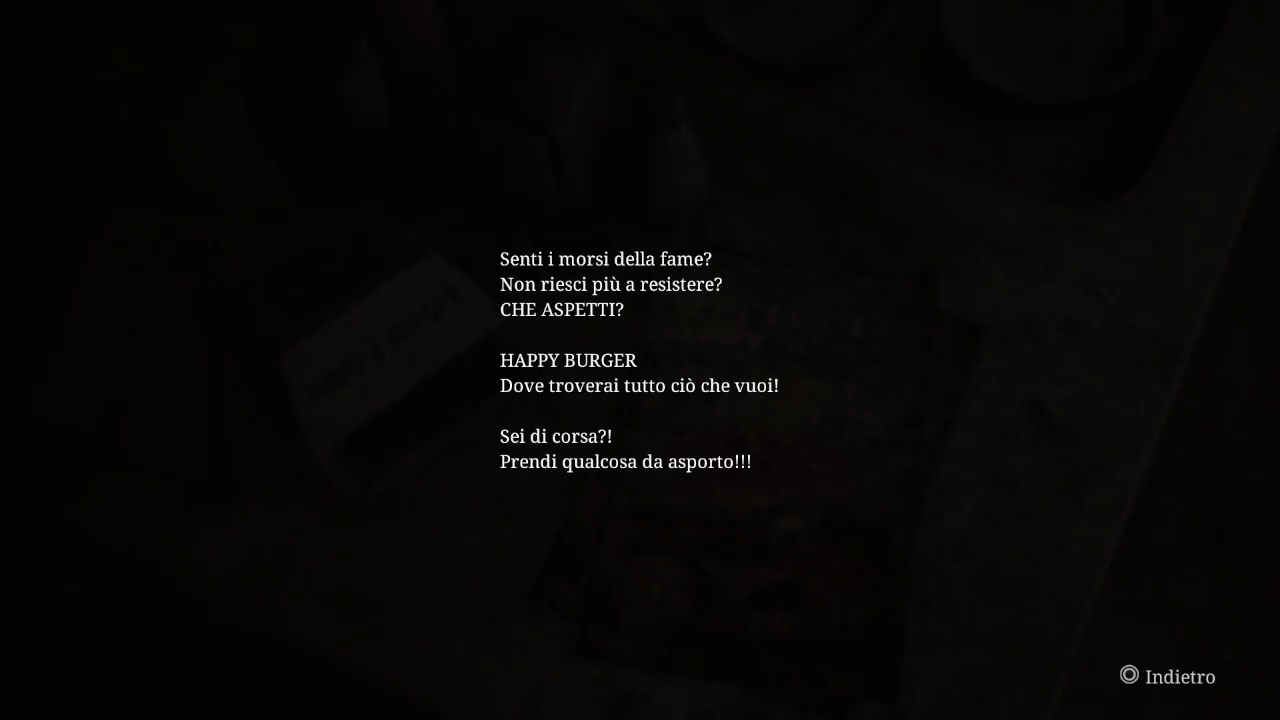 Senti i morsi della fame?
Non riesci più a resistere?
CHE ASPETTI?
HAPPY BURGER
Dove troverai tutto ciò che vuoi!
Sei di corsa?!
Prendi qualcosa da asporto!!!
Indietro